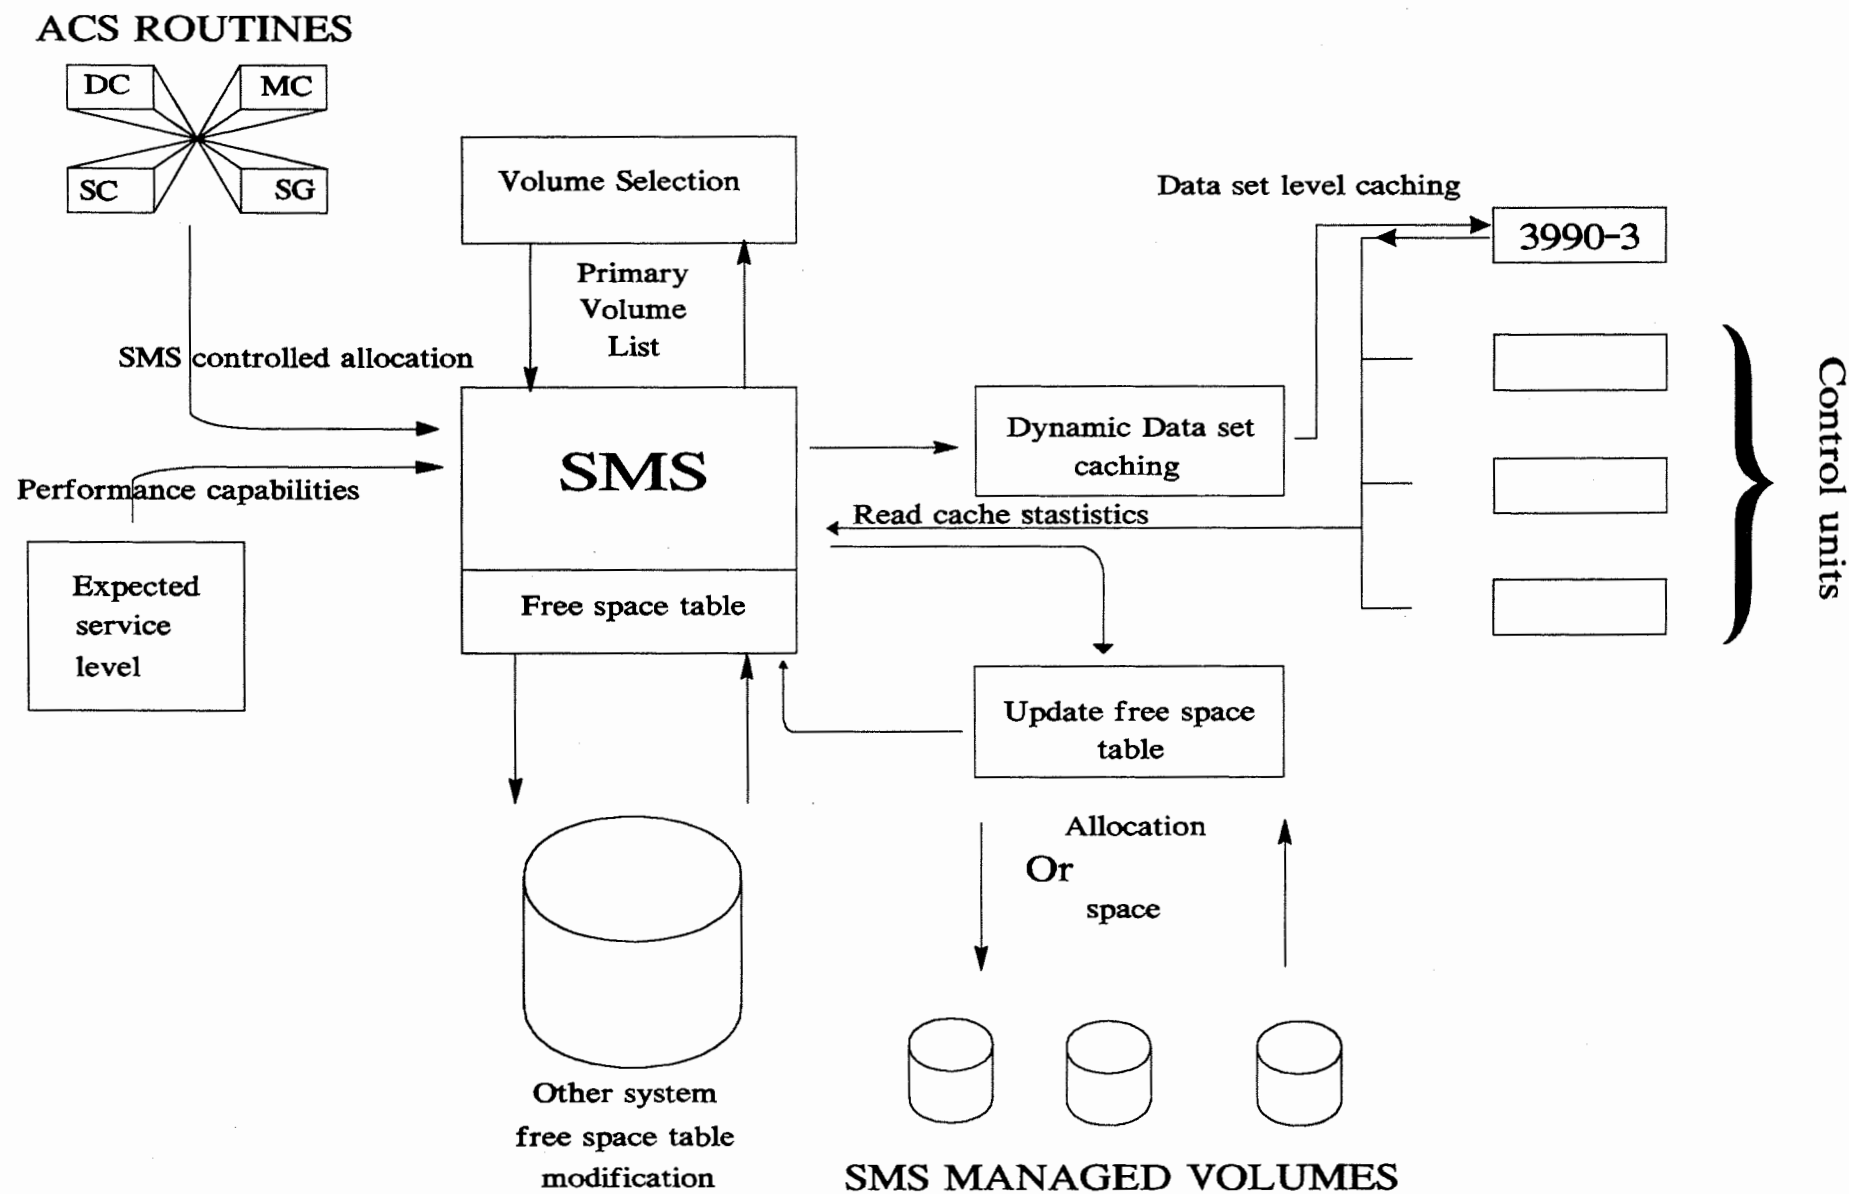 ACS ROUTINES
DC
MC
SC
SG
Volume Selection
Primary
Volume
List
SMS controlled allocation
Performance capabilities
Expected
service
level
SMS
Free space table
Data set level caching
3990-3
Dynamic Data set
caching
Read cache stastistics
Control units
Update free space
table
Allocation
Or
space
Other system
free space table
modification
SMS MANAGED VOLUMES